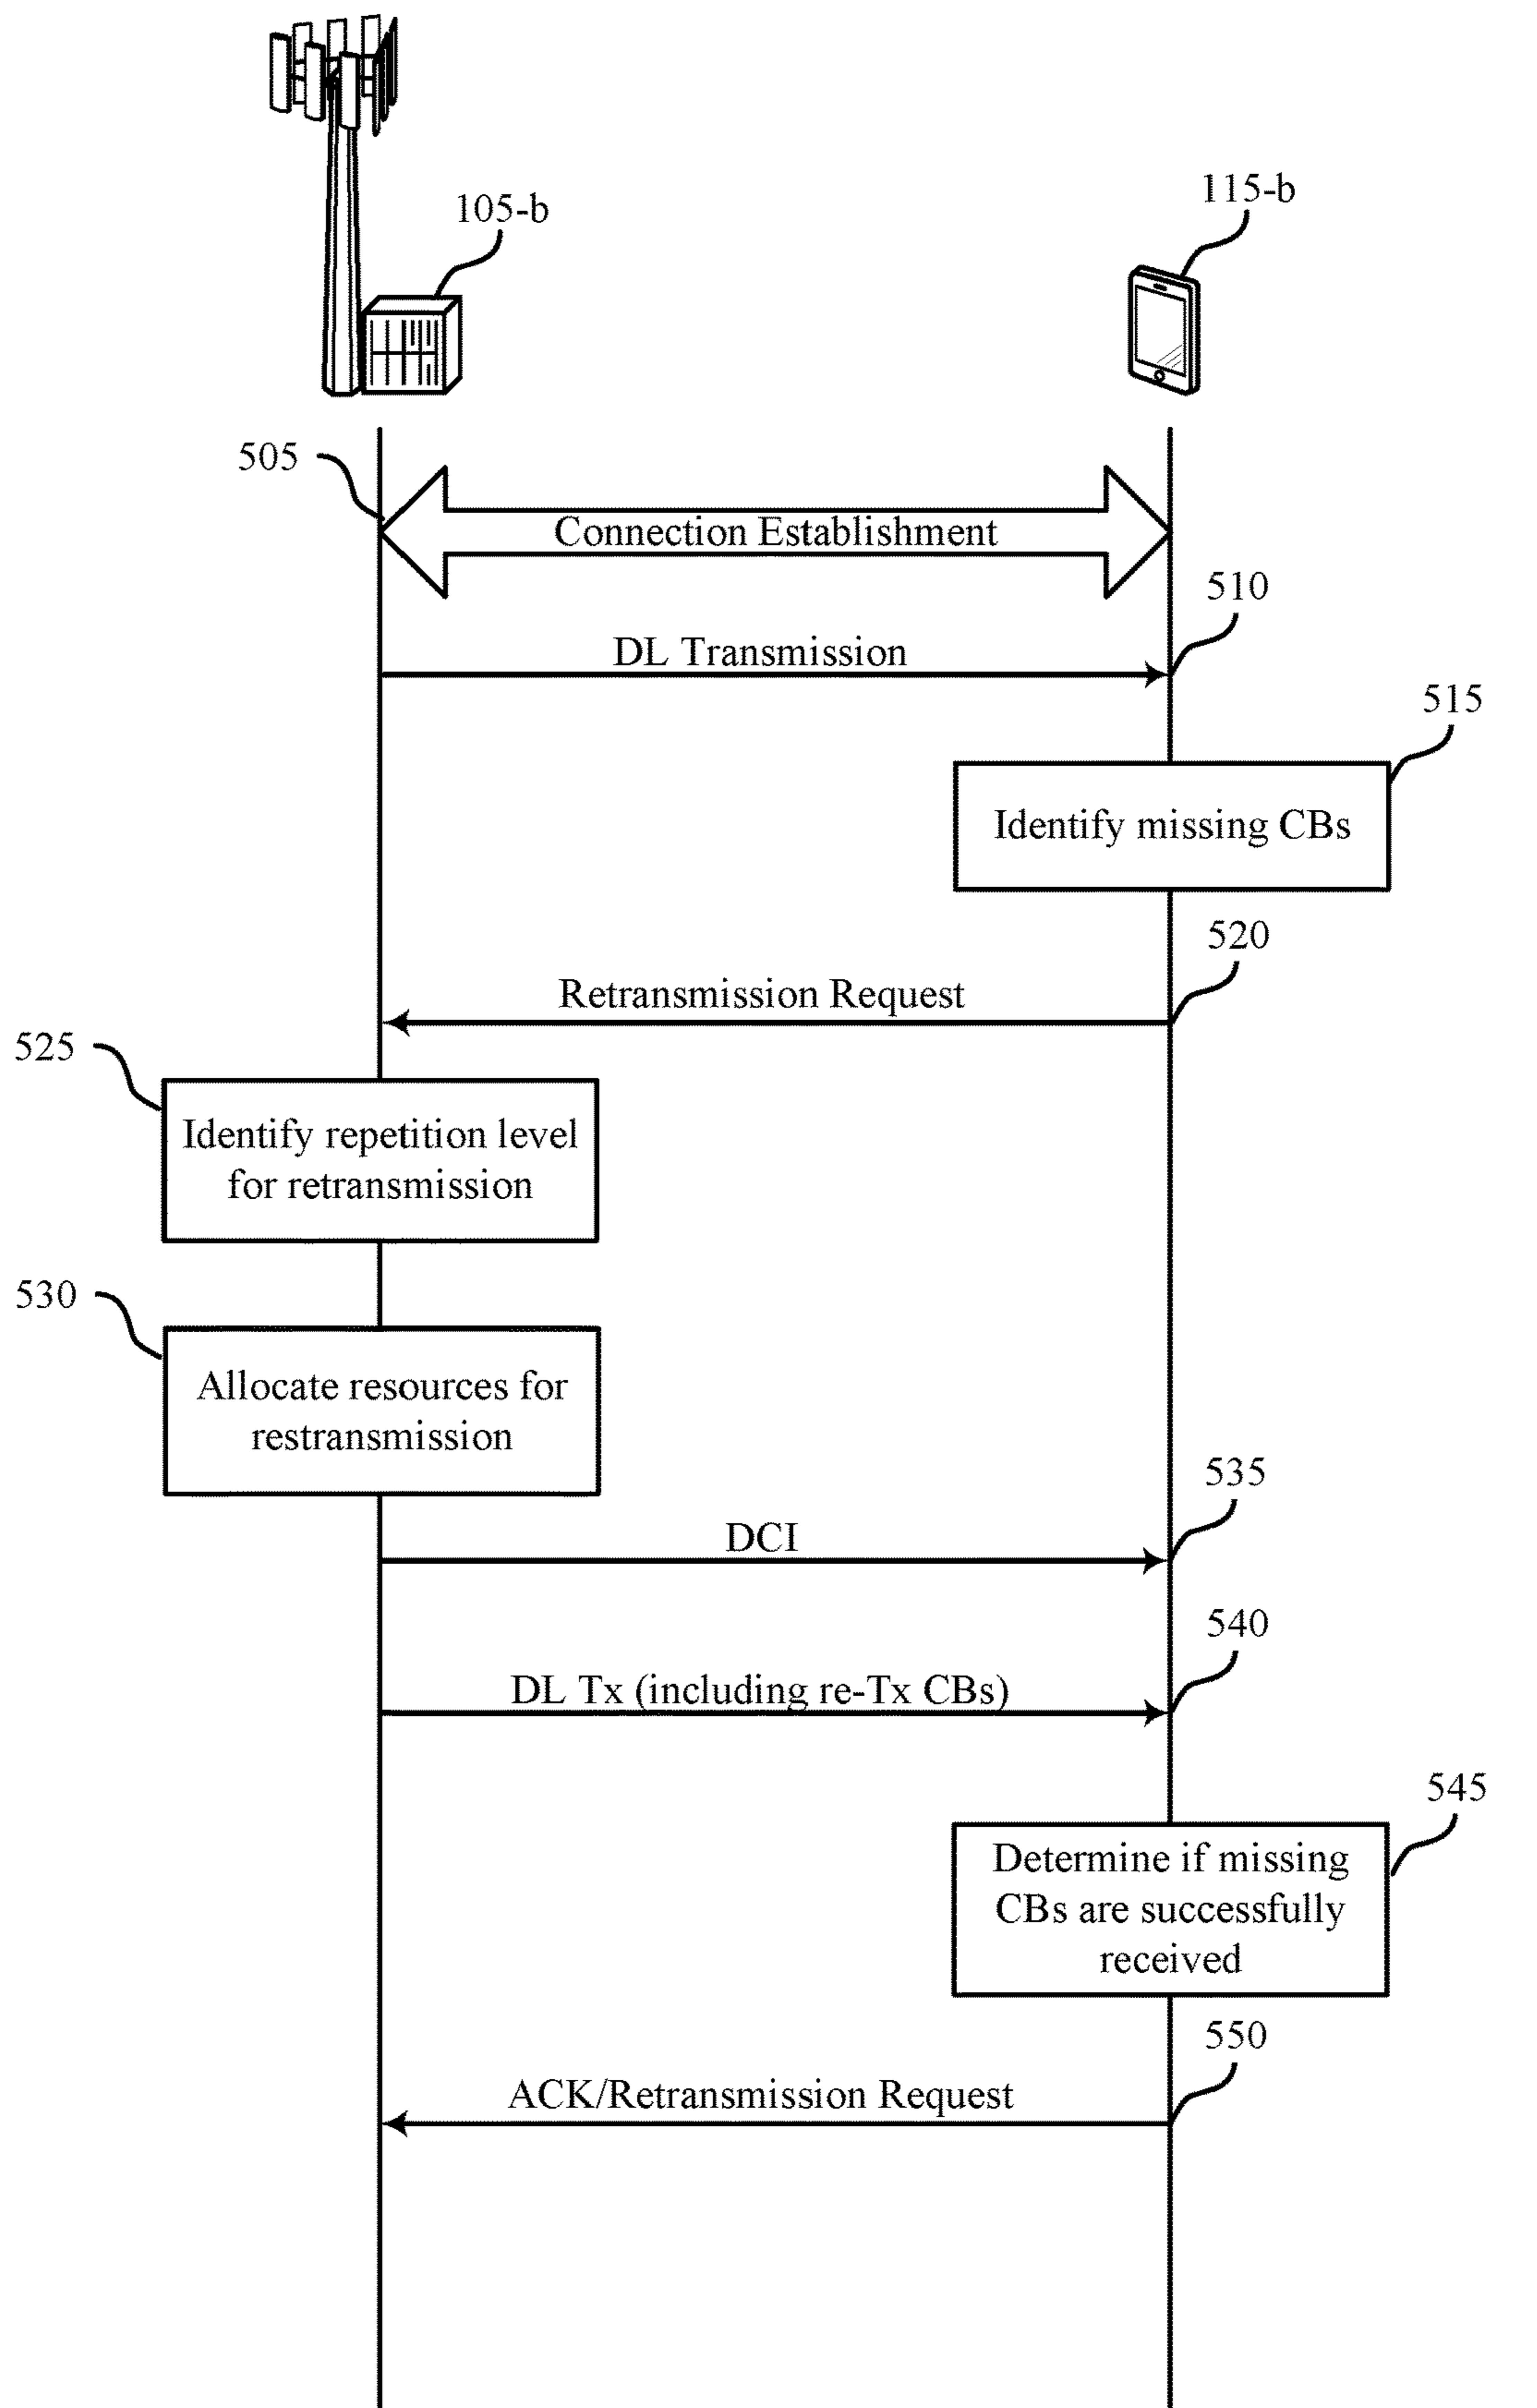 105-b
115-b
505
Connection Establishment
510
DL Transmission
515
Identify missing CBs
520
Retransmission Request
525
Identify repetition level
for retransmission
530
Allocate resources for
restransmission
535
DCI
540
DL Tx (including re-Tx CBs)
545
Determine if missing
CBs are successfully
received
550
ACK/Retransmission Request